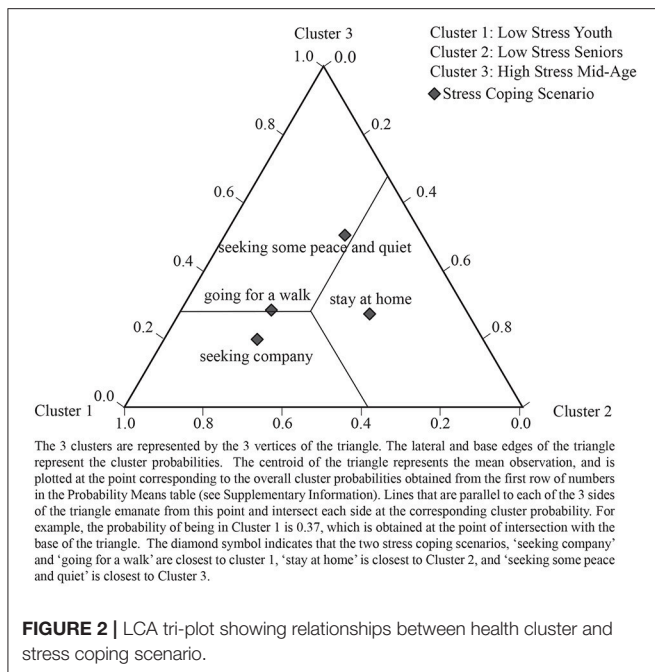 Cluster 3
1.0 0.0
Cluster 1: Low Stress Youth
Cluster 2: Low Stress Seniors
Cluster 3: High Stress Mid-Age
Stress Coping Scenario
0.8 0.2
0.6 0.4
seeking some peace and quiet
0.4 0.6
going for a walk stay at home
0.2 0.8
seeking company
0.0
Cluster 1 Cluster 2
1.0 0.8 0.6 0.4 0.2 0.0
The 3 clusters are represented by the 3 vertices of the triangle. The lateral and base edges of the triangle
represent the cluster probabilities. The centroid of the triangle represents the mean observation, and is
plotted at the point corresponding to the overall cluster probabilities obtained from the first row of numbers
in the Probability Means table (see Supplementary Information). Lines that are parallel to each of the 3 sides
of the triangle emanate from this point and intersect each side at the corresponding cluster probability. For
example, the probability of being in Cluster 1 is 0.37, which is obtained at the point of intersection with the
base of the triangle. The diamond symbol indicates that the two stress coping scenarios, 'seeking company'
and 'going for a walk' are closest to cluster 1, 'stay at home' is closest to Cluster 2, and 'seeking some peace
and quiet' is closest to Cluster 3.
FIGURE 2 | LCA tri-plot showing relationships between health cluster and
stress coping scenario.